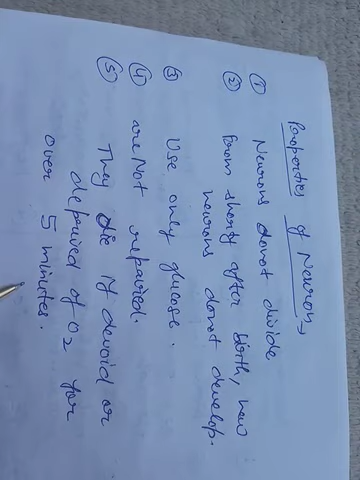 Properties of Neurons
① Neurons donot divide
② From shortly after birth, new
neurons donot develop.
③ Use only glucose.
④ are Not repaired.
⑤ They die if devoid or
deprived of O2 for
over 5 minutes.